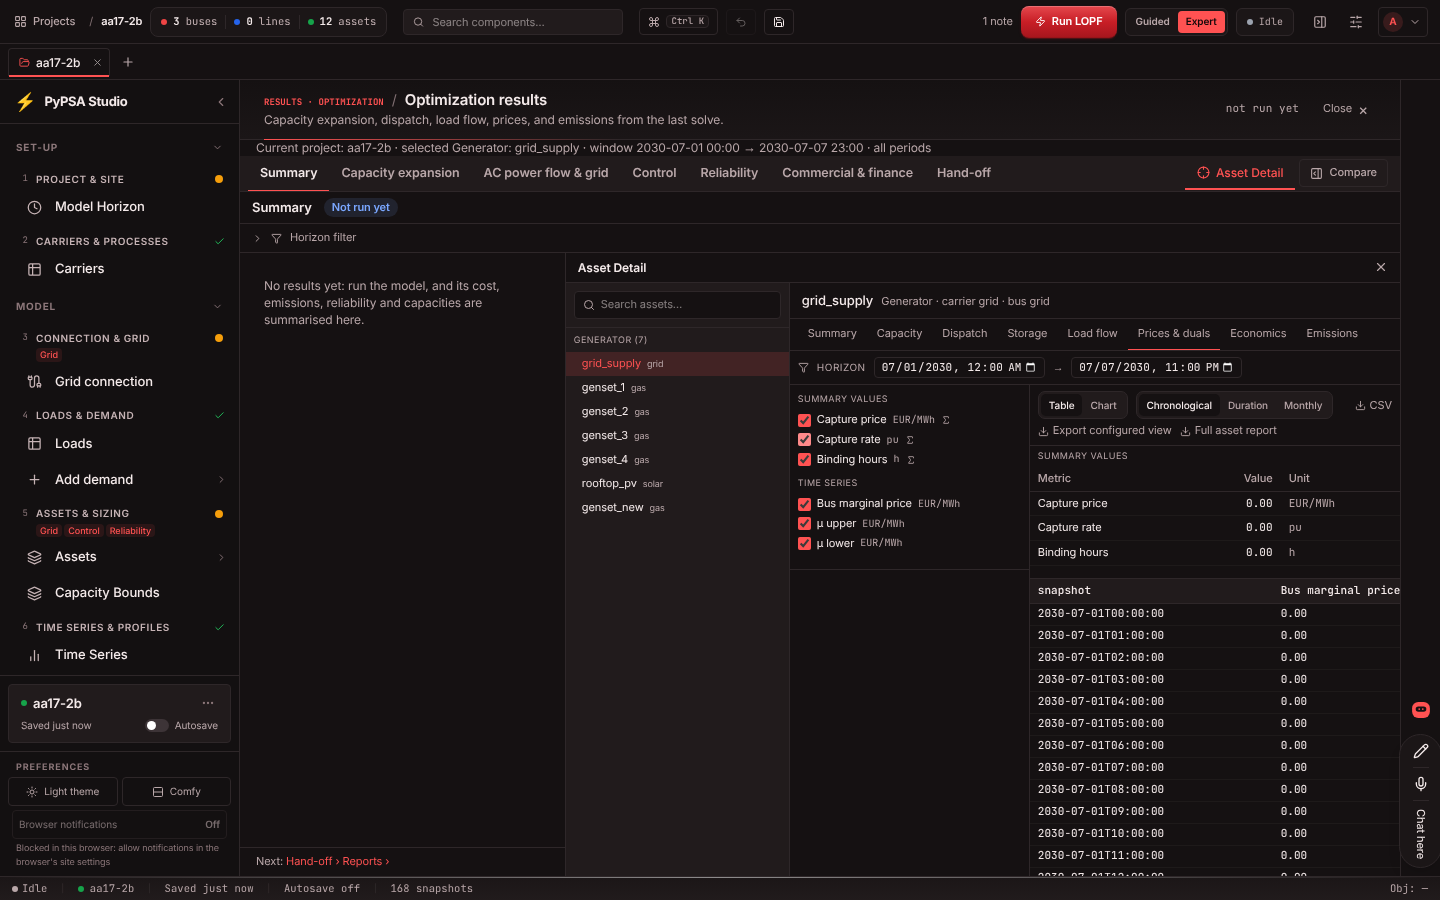 Projects / aa17-2b 3 buses 0 lines 12 assets Search components... ⌘ Ctrl K 1 note Run LOPF Guided Expert Idle A
aa17-2b × +
PyPSA Studio
SET-UP
1 PROJECT & SITE
Model Horizon
2 CARRIERS & PROCESSES
Carriers
MODEL
3 CONNECTION & GRID
Grid
Grid connection
4 LOADS & DEMAND
Loads
Add demand
5 ASSETS & SIZING
Grid Control Reliability
Assets
Capacity Bounds
6 TIME SERIES & PROFILES
Time Series
aa17-2b ...
Saved just now Autosave
PREFERENCES
Light theme Comfy
Browser notifications Off
Blocked in this browser: allow notifications in the
browser's site settings
RESULTS · OPTIMIZATION / Optimization results
Capacity expansion, dispatch, load flow, prices, and emissions from the last solve.
not run yet Close ×
Current project: aa17-2b · selected Generator: grid_supply · window 2030-07-01 00:00 → 2030-07-07 23:00 · all periods
Summary Capacity expansion AC power flow & grid Control Reliability Commercial & finance Hand-off Asset Detail Compare
Summary Not run yet
Horizon filter
No results yet: run the model, and its cost,
emissions, reliability and capacities are
summarised here.
Next: Hand-off › Reports ›
Asset Detail ×
Search assets...
GENERATOR (7)
grid_supply grid
genset_1 gas
genset_2 gas
genset_3 gas
genset_4 gas
rooftop_pv solar
genset_new gas
grid_supply Generator · carrier grid · bus grid
Summary Capacity Dispatch Storage Load flow Prices & duals Economics Emissions
HORIZON 07/01/2030, 12:00 AM → 07/07/2030, 11:00 PM
SUMMARY VALUES
Capture price EUR/MWh Σ
Capture rate pu Σ
Binding hours h Σ
TIME SERIES
Bus marginal price EUR/MWh
µ upper EUR/MWh
µ lower EUR/MWh
Table Chart Chronological Duration Monthly CSV
Export configured view Full asset report
SUMMARY VALUES
Metric Value Unit
Capture price 0.00 EUR/MWh
Capture rate 0.00 pu
Binding hours 0.00 h
snapshot Bus marginal price
2030-07-01T00:00:00 0.00
2030-07-01T01:00:00 0.00
2030-07-01T02:00:00 0.00
2030-07-01T03:00:00 0.00
2030-07-01T04:00:00 0.00
2030-07-01T05:00:00 0.00
2030-07-01T06:00:00 0.00
2030-07-01T07:00:00 0.00
2030-07-01T08:00:00 0.00
2030-07-01T09:00:00 0.00
2030-07-01T10:00:00 0.00
2030-07-01T11:00:00 0.00
2030-07-01T12:00:00 0.00
Chat here
Idle aa17-2b Saved just now Autosave off 168 snapshots Obj: —